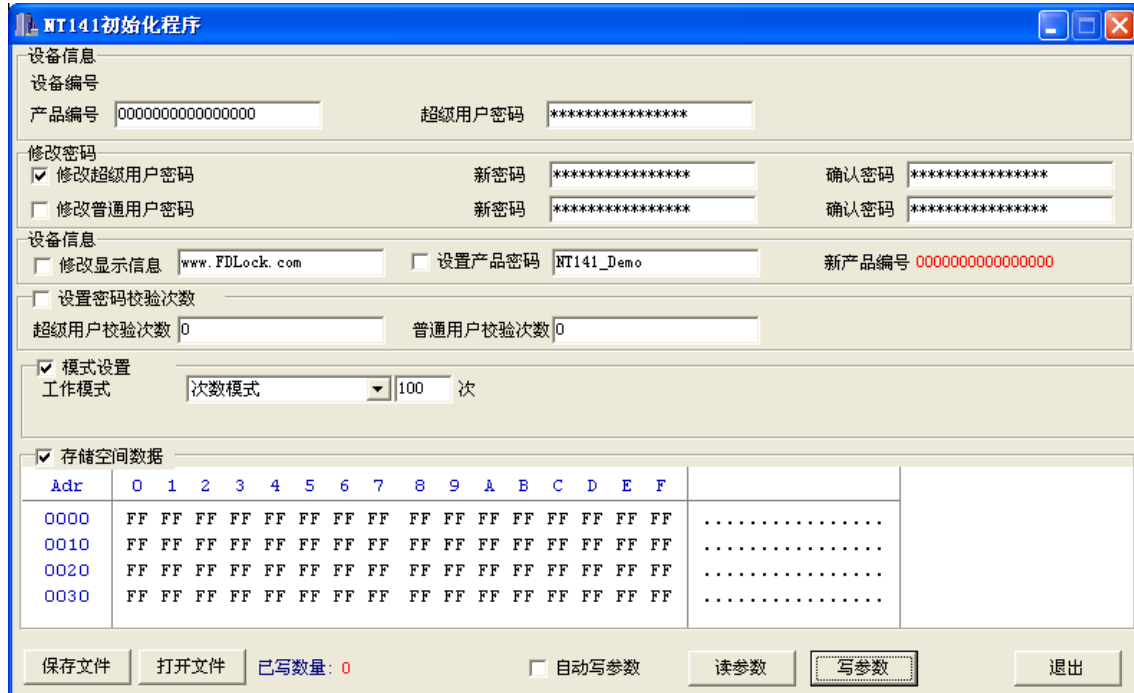 NT141初始化程序
设备信息
设备编号
产品编号 0000000000000000 超级用户密码 ****************
修改密码
修改超级用户密码 新密码 **************** 确认密码 ****************
修改普通用户密码 新密码 **************** 确认密码 ****************
设备信息
修改显示信息 www.FDLock.com 设置产品密码 NT141_Demo 新产品编号 0000000000000000
设置密码校验次数
超级用户校验次数 0 普通用户校验次数 0
模式设置
工作模式 次数模式 100 次
存储空间数据
Adr 0 1 2 3 4 5 6 7 8 9 A B C D E F
0000 FF FF FF FF FF FF FF FF FF FF FF FF FF FF FF FF ................
0010 FF FF FF FF FF FF FF FF FF FF FF FF FF FF FF FF ................
0020 FF FF FF FF FF FF FF FF FF FF FF FF FF FF FF FF ................
0030 FF FF FF FF FF FF FF FF FF FF FF FF FF FF FF FF ................
保存文件 打开文件 已写数量: 0 自动写参数 读参数 写参数 退出